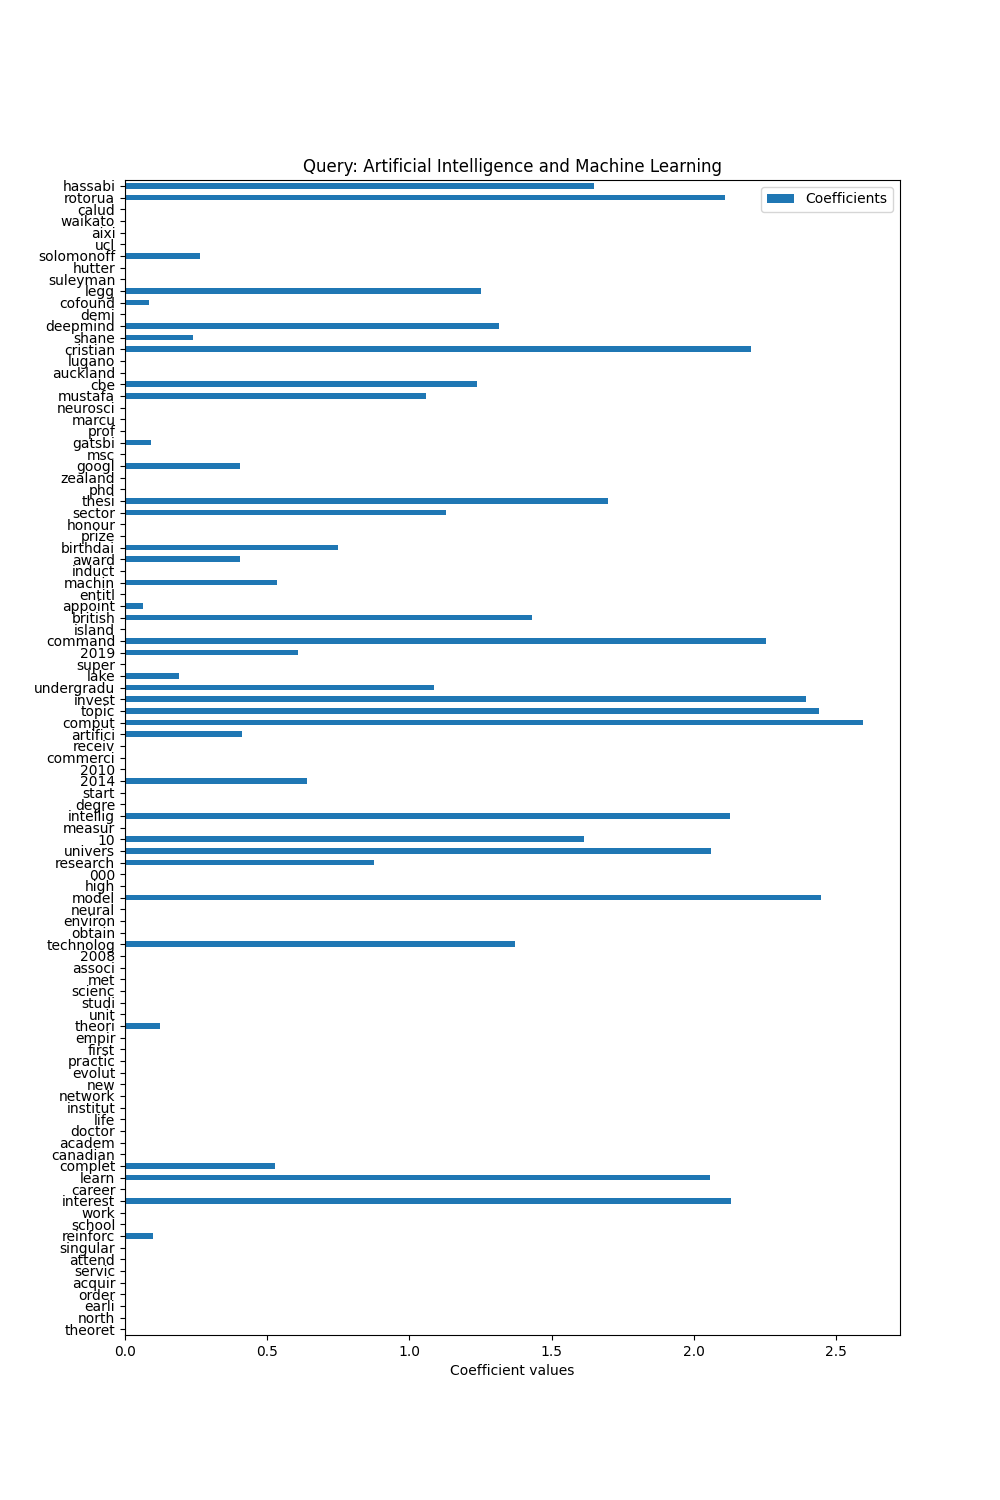 Query: Artificial Intelligence and Machine Learning
Coefficients
hassabi
rotorua
calud
waikato
aixi
ucl
solomonoff
hutter
suleyman
legg
cofound
demi
deepmind
shane
cristian
lugano
auckland
cbe
mustafa
neurosci
marcu
prof
gatsbi
msc
googl
zealand
phd
thesi
sector
honour
prize
birthdai
award
induct
machin
entitl
appoint
british
island
command
2019
super
lake
undergradu
invest
topic
comput
artifici
receiv
commerci
2010
2014
start
degre
intellig
measur
10
univers
research
000
high
model
neural
environ
obtain
technolog
2008
associ
met
scienc
studi
unit
theori
empir
first
practic
evolut
new
network
institut
life
doctor
academ
canadian
complet
learn
career
interest
work
school
reinforc
singular
attend
servic
acquir
order
earli
north
theoret
0.0 0.5 1.0 1.5 2.0 2.5
Coefficient values